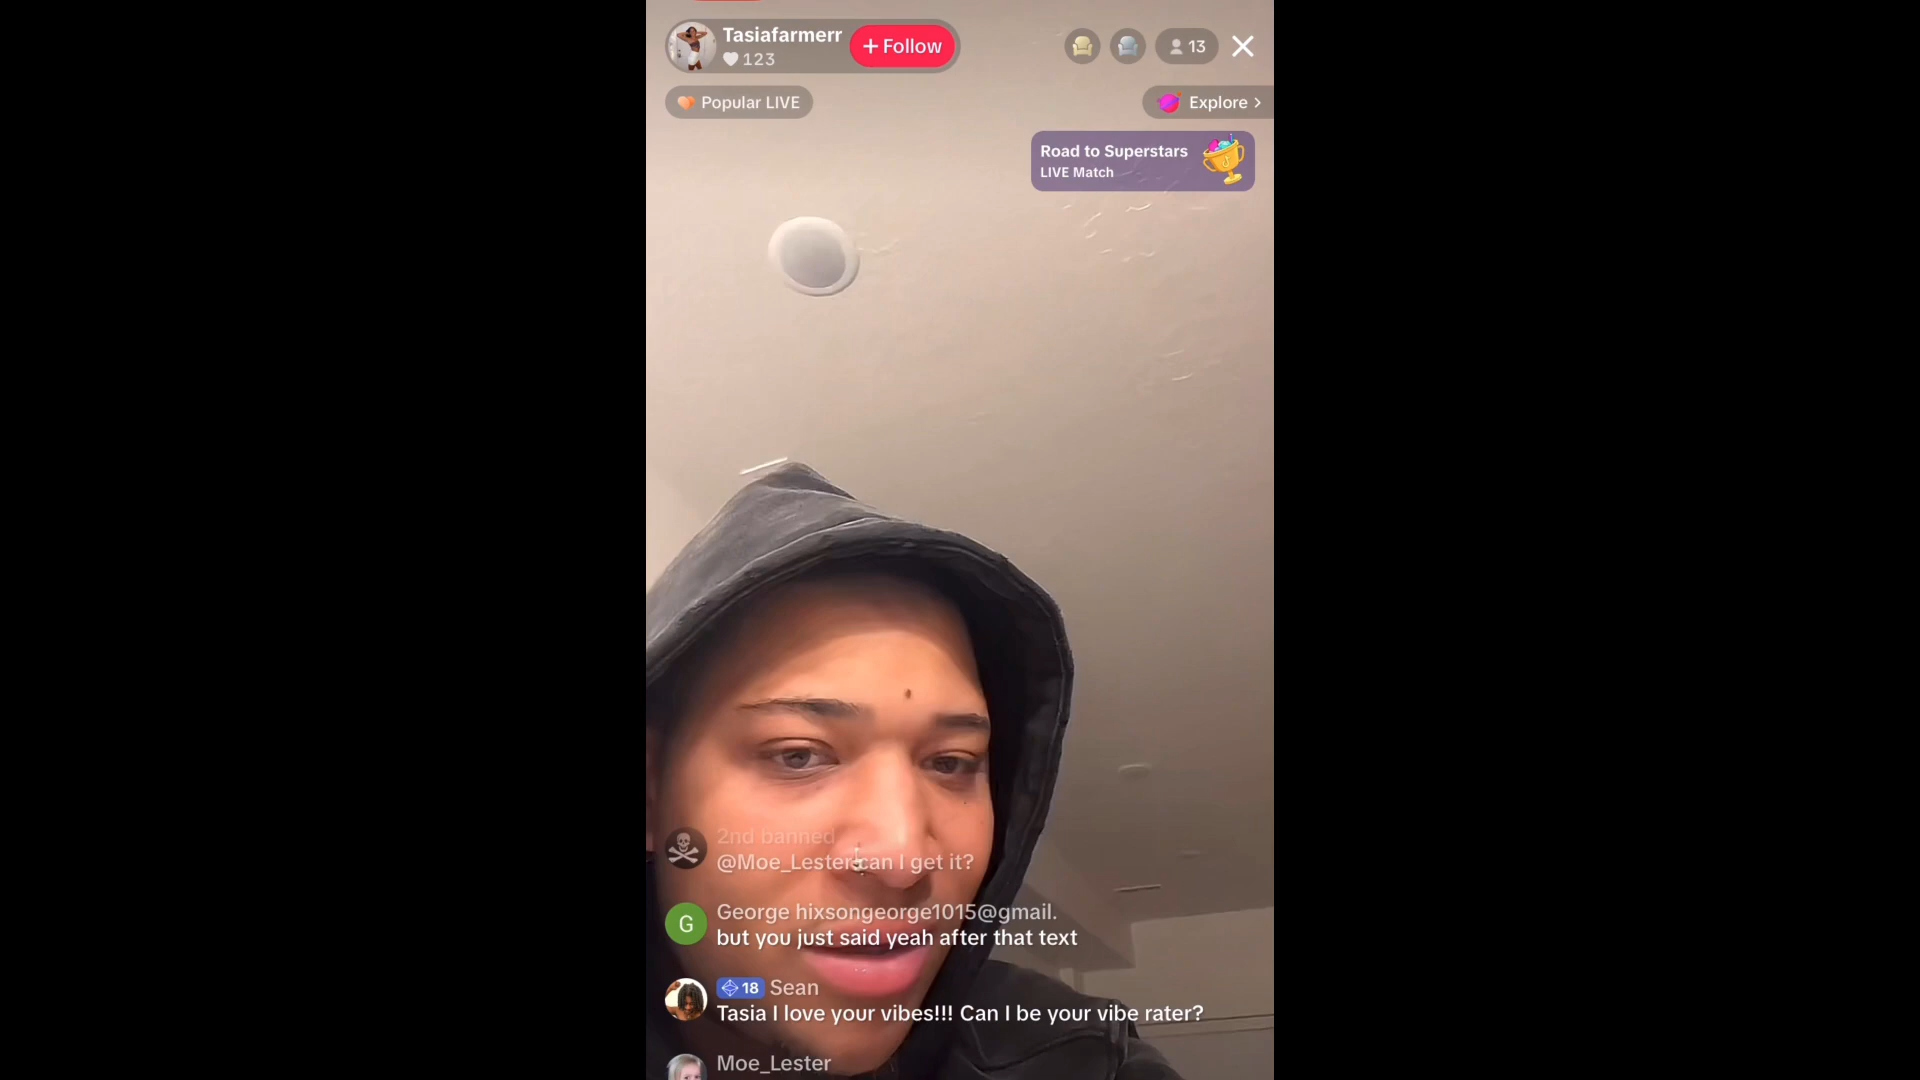 Tasiafarmerr
123
+ Follow
13
Popular LIVE
Explore >
Road to Superstars
LIVE Match
2nd banned
@Moe_Lester can I get it?
G
George hixsongeorge1015@gmail.
but you just said yeah after that text
18 Sean
Tasia I love your vibes!!! Can I be your vibe rater?
Moe_Lester